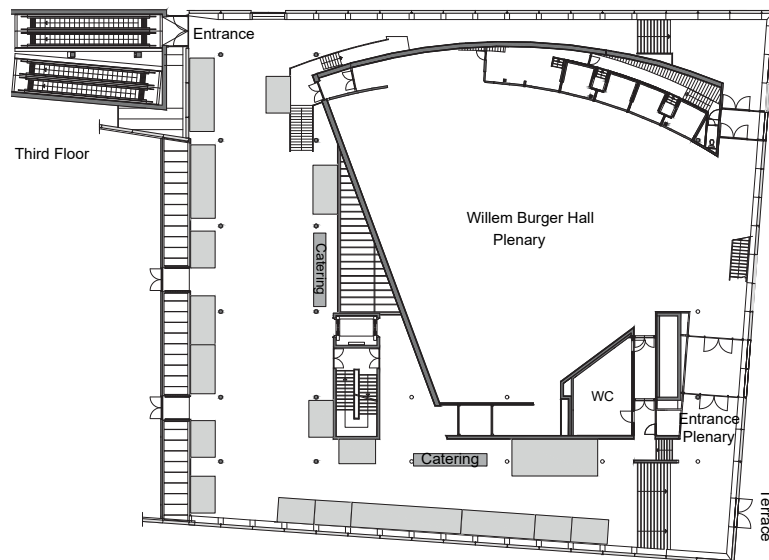 Entrance
Third Floor
Willem Burger Hall
Plenary
Catering
WC
Entrance
Plenary
Catering
Terrace